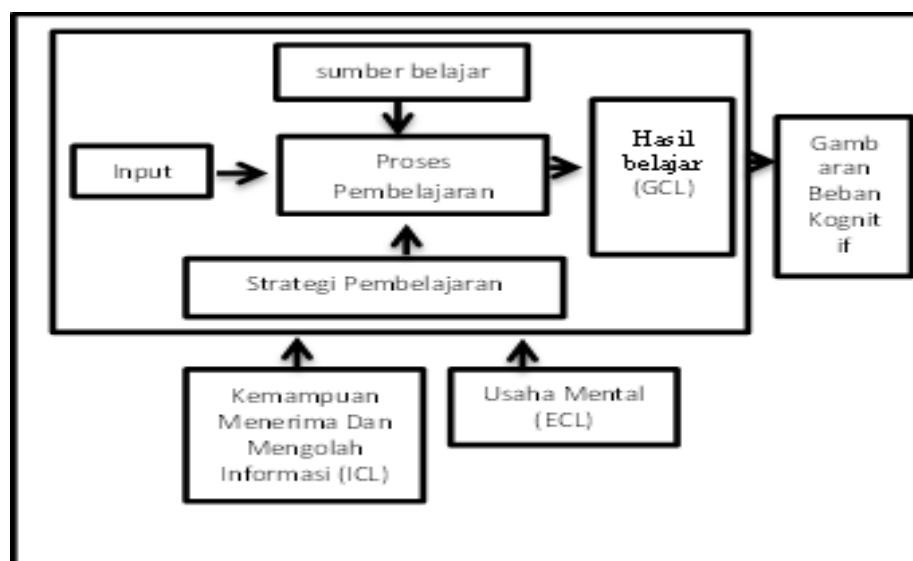 sumber belajar
Input
Proses
Pembelajaran
Hasil
belajar
(GCL)
Gamb
aran
Beban
Kognit
if
Strategi Pembelajaran
Kemampuan
Menerima Dan
Mengolah
Informasi (ICL)
Usaha Mental
(ECL)